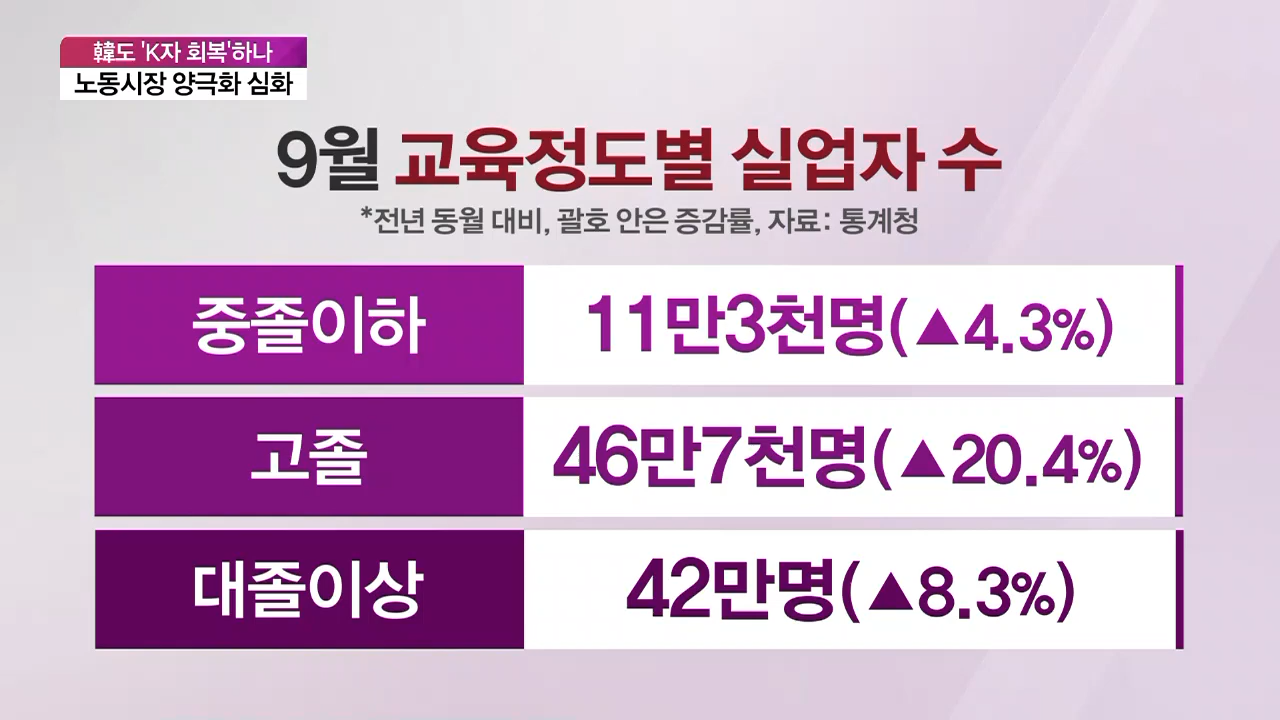 韓도 'K자 회복'하나
노동시장 양극화 심화
9월 교육정도별 실업자 수
*전년 동월 대비, 괄호 안은 증감률, 자료: 통계청
중졸이하 11만3천명(▲4.3%)
고졸 46만7천명(▲20.4%)
대졸이상 42만명(▲8.3%)